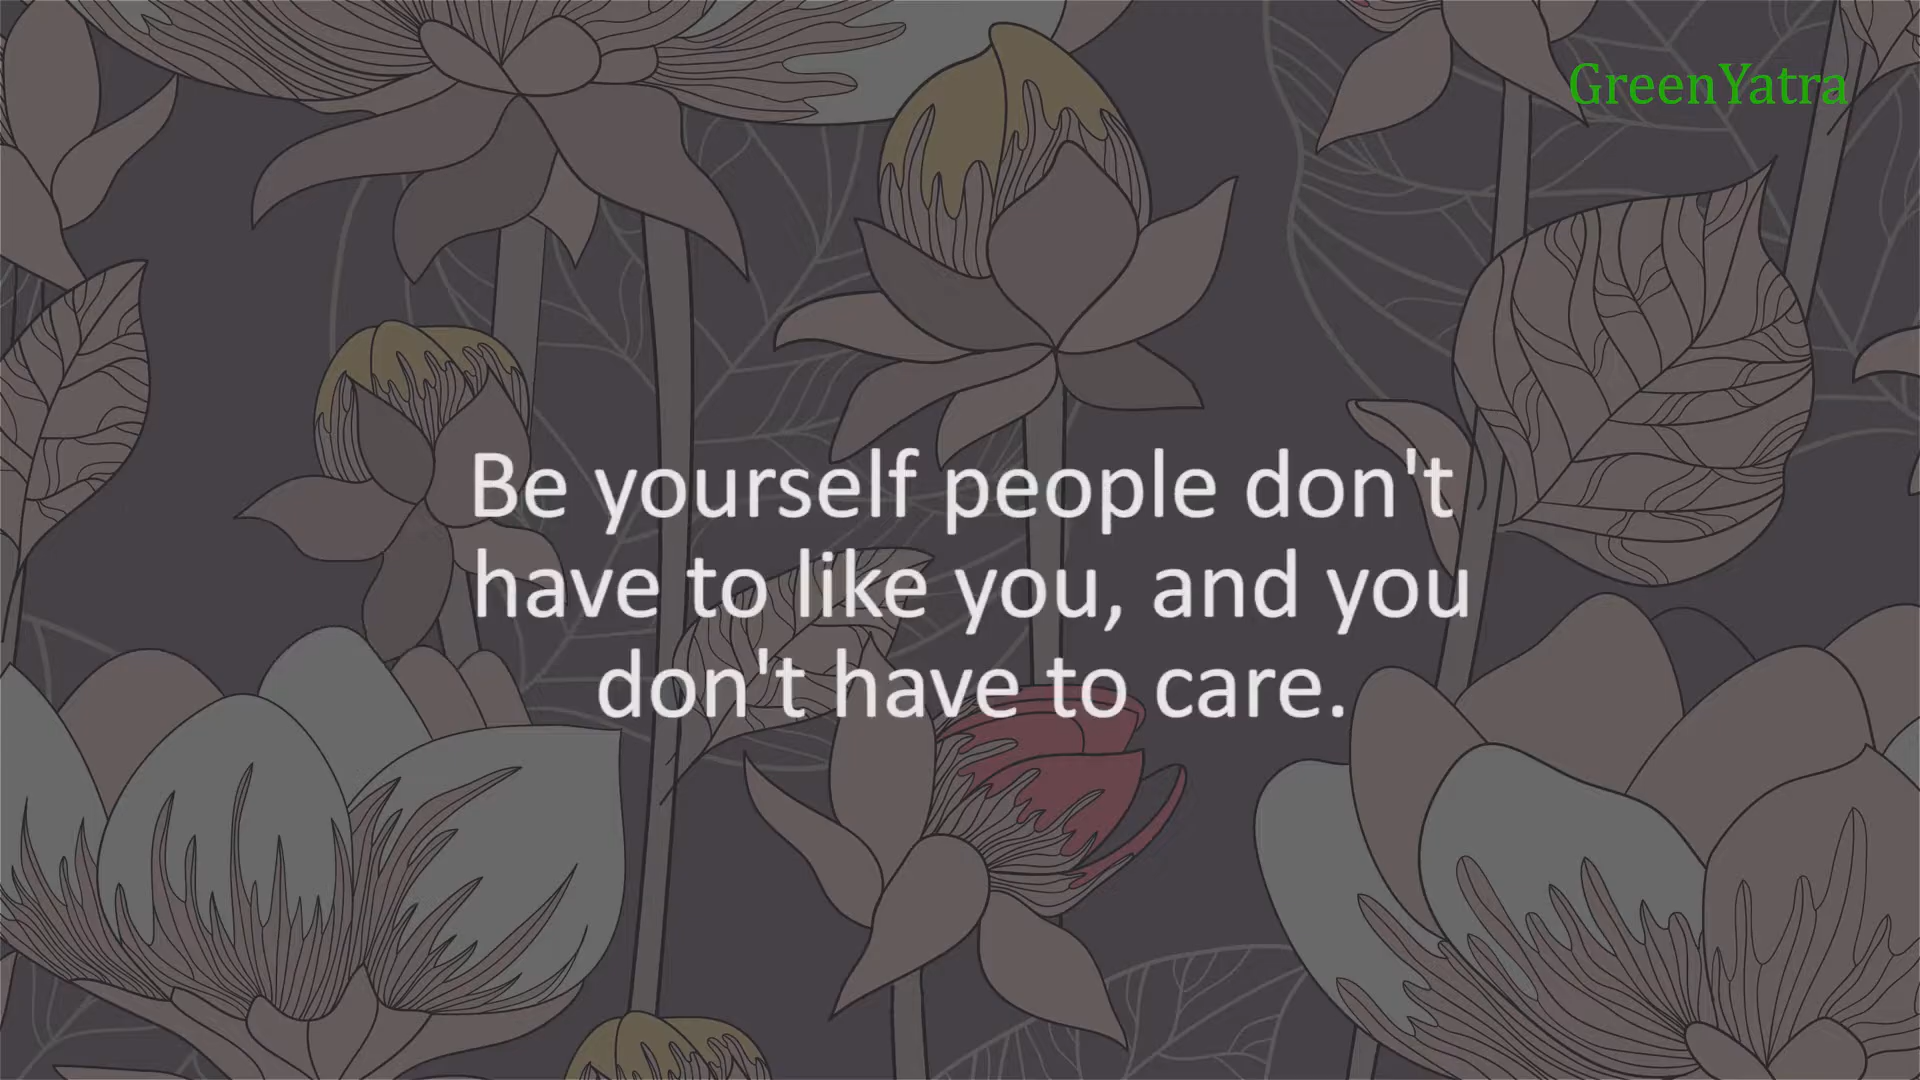 GreenYatra
Be yourself people don't
have to like you, and you
don't have to care.